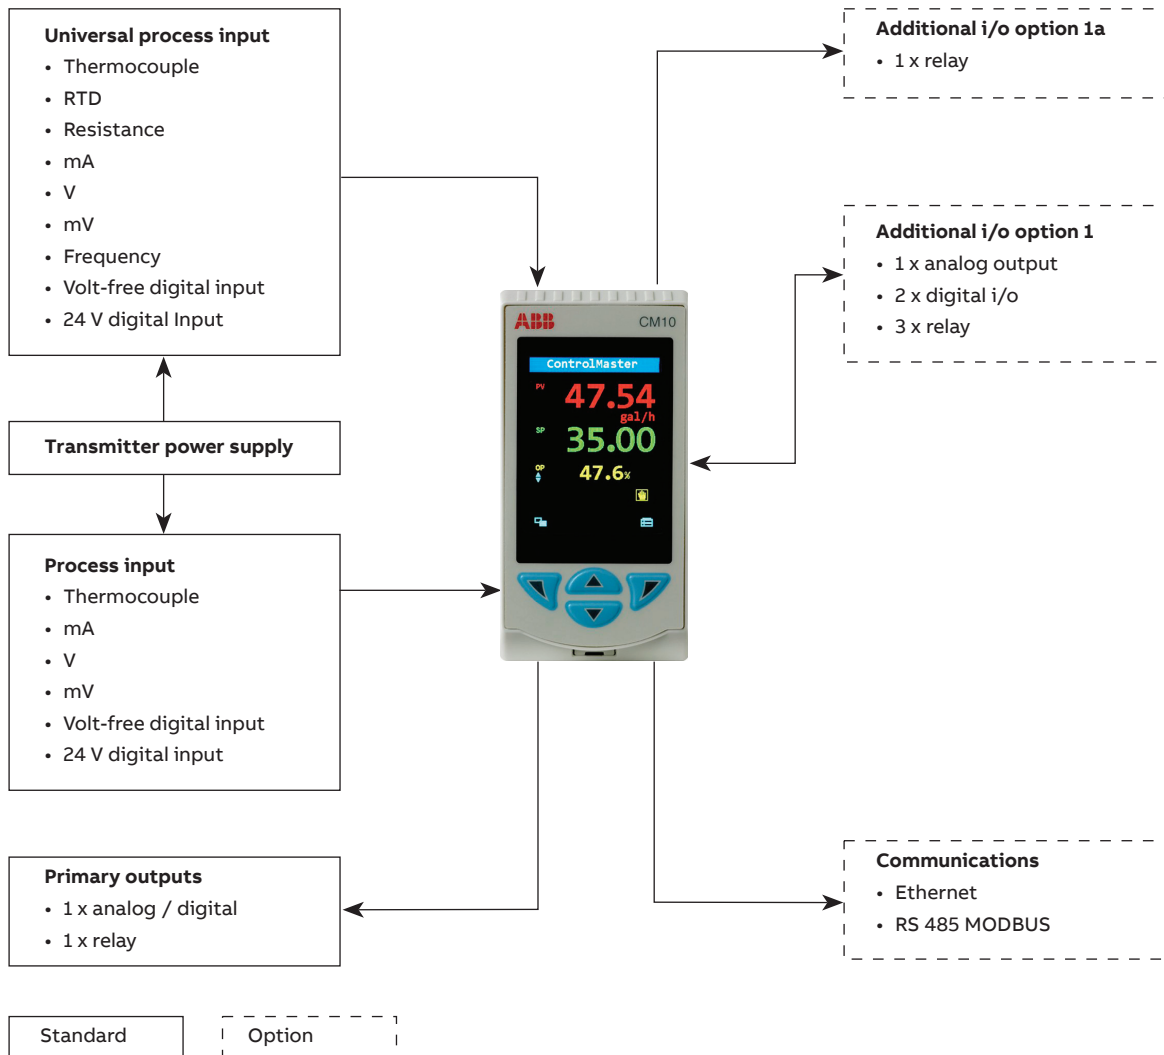 Universal process input
• Thermocouple
• RTD
• Resistance
• mA
• V
• mV
• Frequency
• Volt-free digital input
• 24 V digital Input
Transmitter power supply
Process input
• Thermocouple
• mA
• V
• mV
• Volt-free digital input
• 24 V digital input
Primary outputs
• 1 x analog / digital
• 1 x relay
ABB CM10
ControlMaster
PV 47.54
gal/h
SP 35.00
OP 47.6%
Additional i/o option 1a
• 1 x relay
Additional i/o option 1
• 1 x analog output
• 2 x digital i/o
• 3 x relay
Communications
• Ethernet
• RS 485 MODBUS
Standard
Option